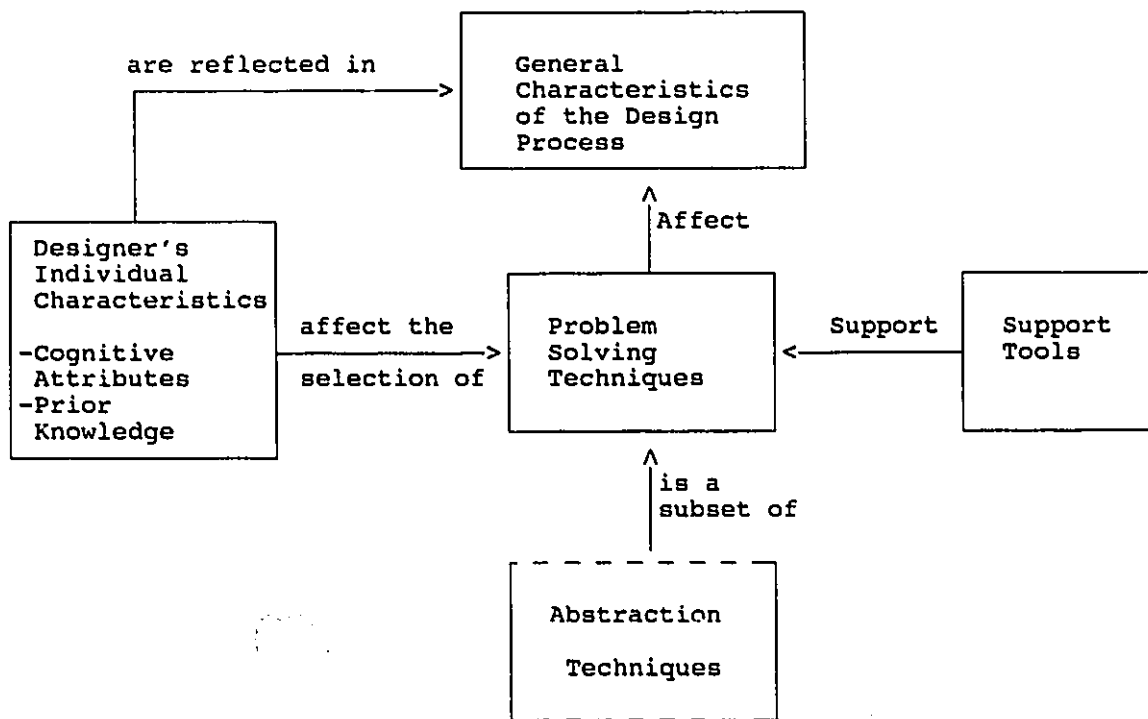 are reflected in
General
Characteristics
of the Design
Process
Affect
Designer's
Individual
Characteristics
-Cognitive
Attributes
-Prior
Knowledge
affect the
selection of
Problem
Solving
Techniques
Support
Support
Tools
is a
subset of
Abstraction
Techniques